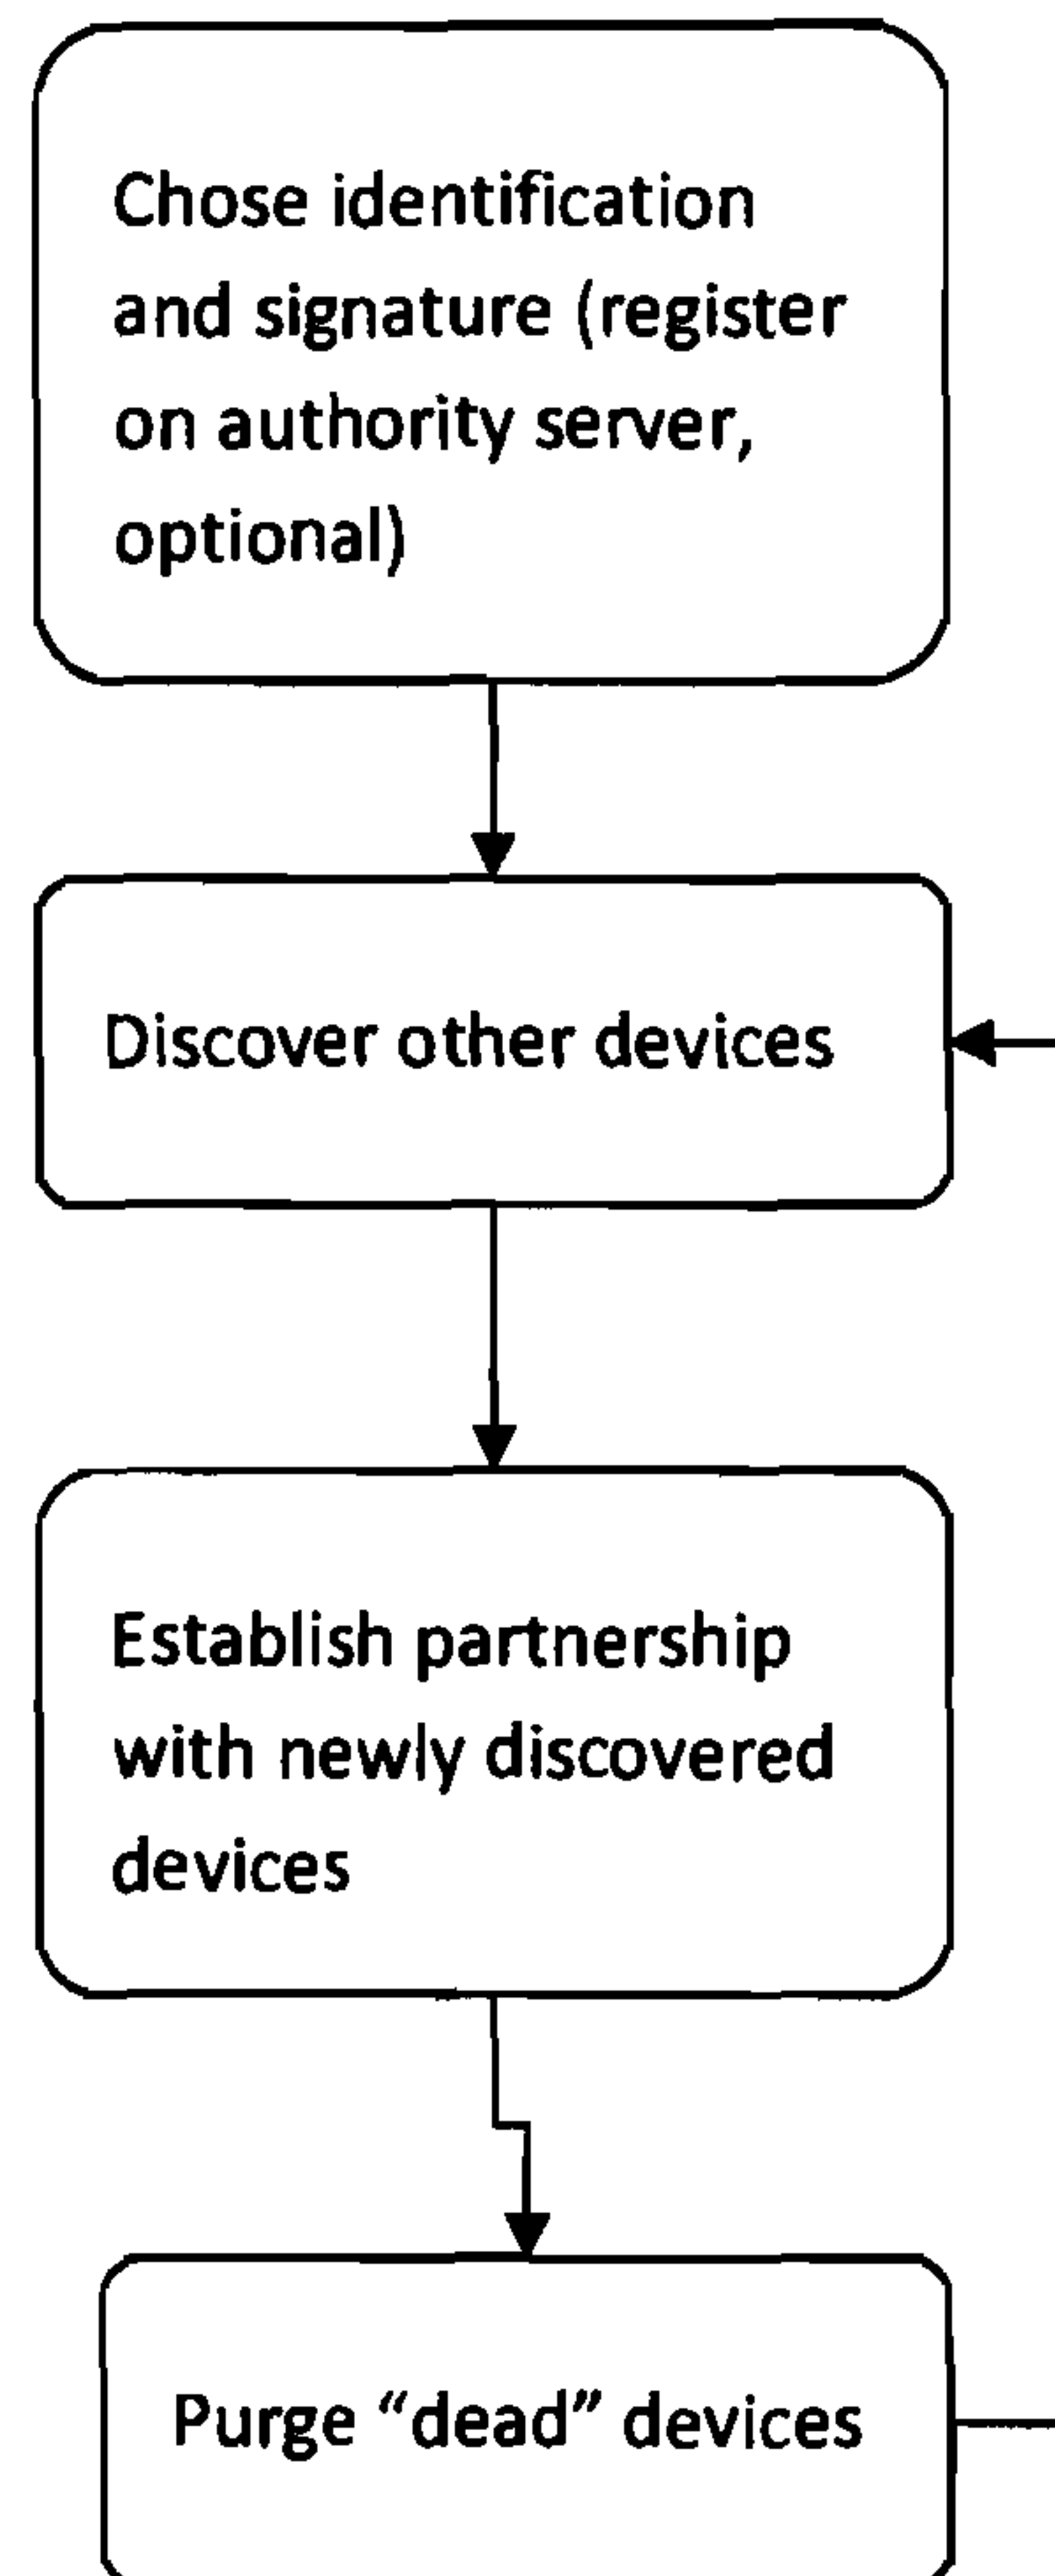 Chose identification
and signature (register
on authority server,
optional)
Discover other devices
Establish partnership
with newly discovered
devices
Purge “dead” devices